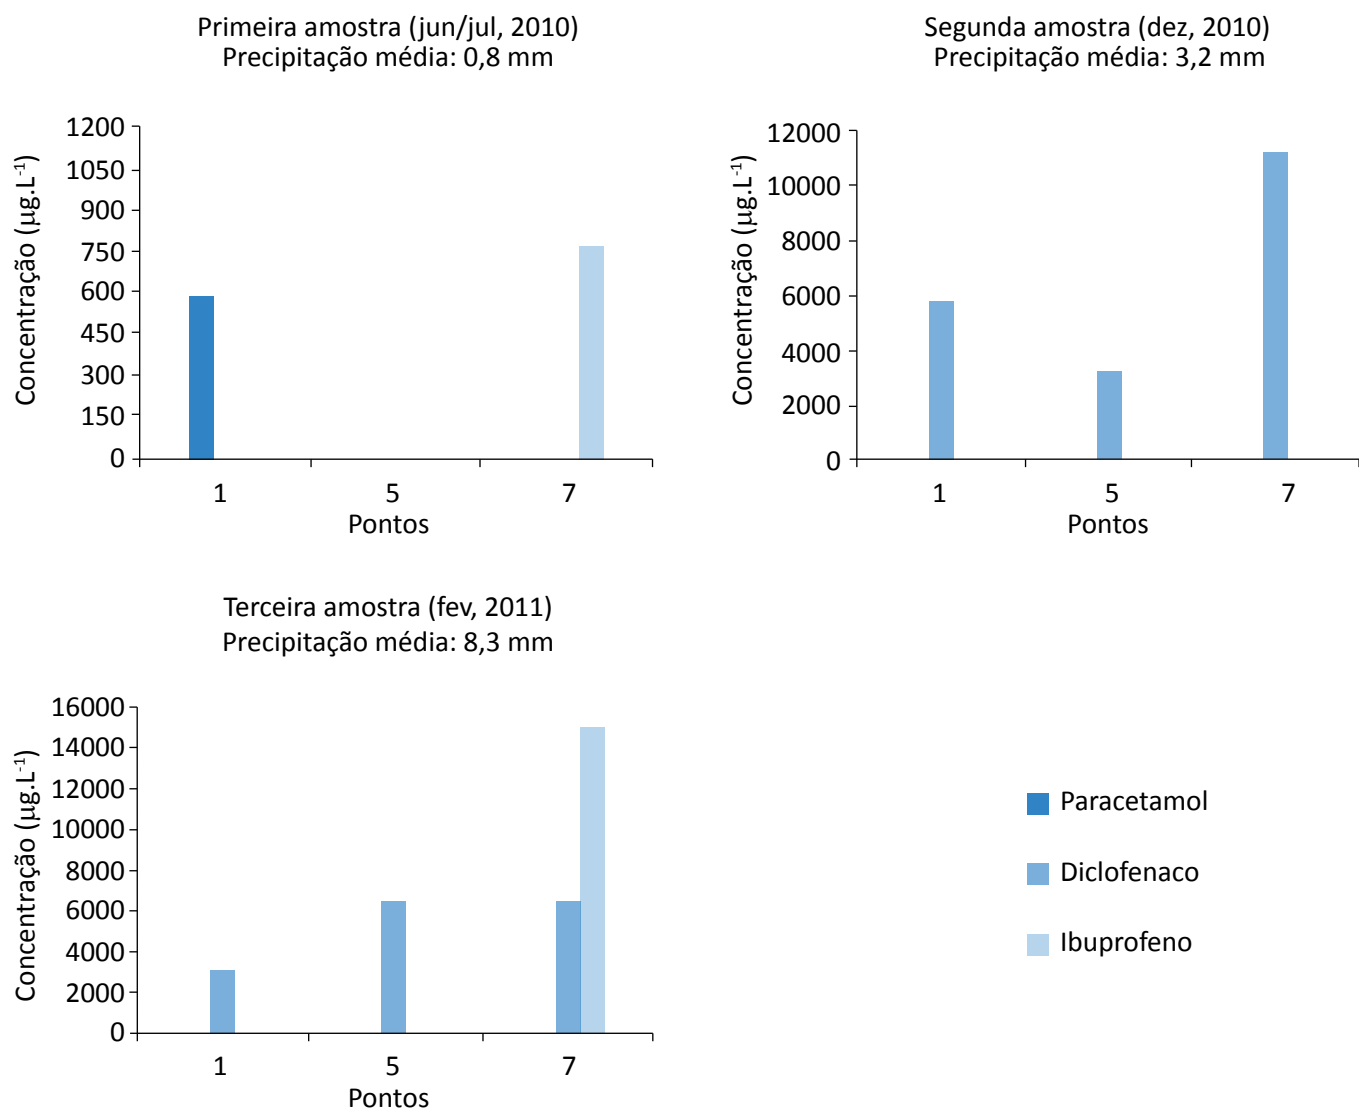 Primeira amostra (jun/jul, 2010)
Precipitação média: 0,8 mm
Concentração (µg.L⁻¹)
1200
1050
900
750
600
450
300
150
0
1 5 7
Pontos
Segunda amostra (dez, 2010)
Precipitação média: 3,2 mm
Concentração (µg.L⁻¹)
12000
10000
8000
6000
4000
2000
0
1 5 7
Pontos
Terceira amostra (fev, 2011)
Precipitação média: 8,3 mm
Concentração (µg.L⁻¹)
16000
14000
12000
10000
8000
6000
4000
2000
0
1 5 7
Pontos
Paracetamol
Diclofenaco
Ibuprofeno